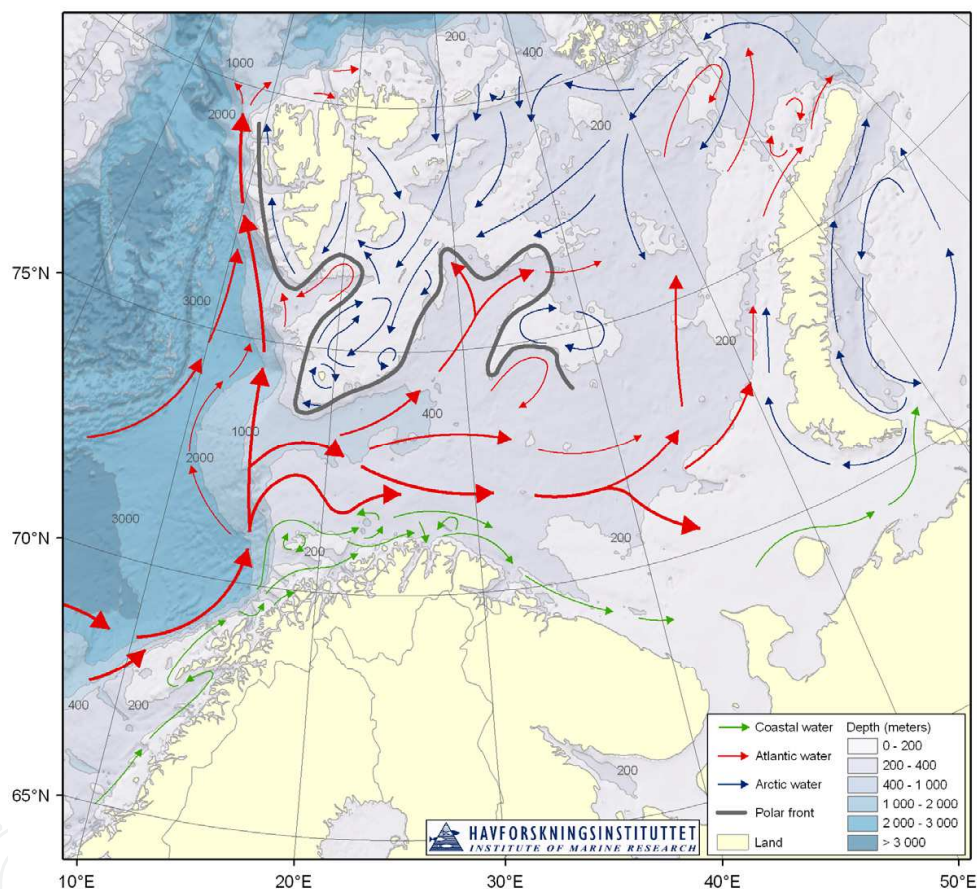 200
400
1000
2000
200
75°N
3000
200
400
1000
2000
3000
70°N
200
200
400
200
65°N
200
Coastal water
Atlantic water
Arctic water
Polar front
Land
Depth (meters)
0 - 200
200 - 400
400 - 1 000
1 000 - 2 000
2 000 - 3 000
> 3 000
HAVFORSKNINGSINSTITUTTET
INSTITUTE OF MARINE RESEARCH
10°E
20°E
30°E
40°E
50°E
60°E